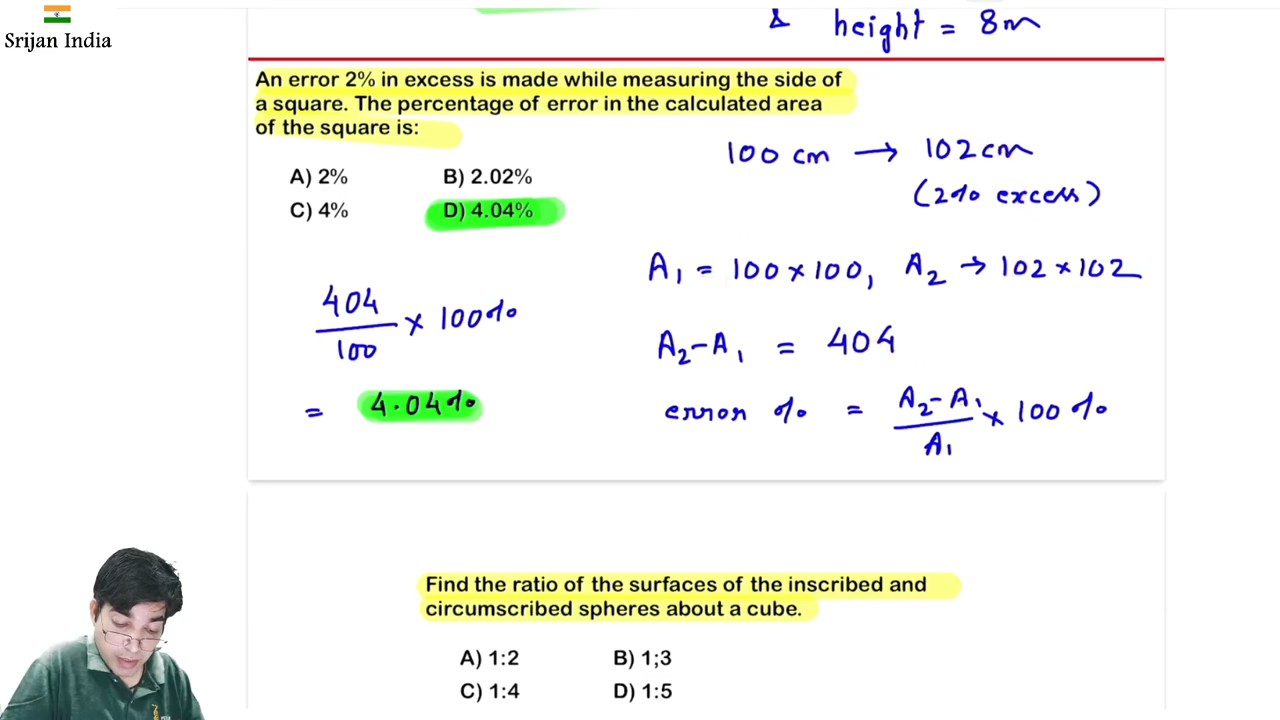 Srijan India
& height = 8m
An error 2% in excess is made while measuring the side of
a square. The percentage of error in the calculated area
of the square is:
A) 2% B) 2.02%
C) 4% D) 4.04%
100 cm → 102 cm
(2% excess)
A₁ = 100 × 100, A₂ → 102 × 102
A₂ - A₁ = 404
error % = A₂ - A₁ / A₁ × 100 %
404 / 100 × 100%
= 4.04%
Find the ratio of the surfaces of the inscribed and
circumscribed spheres about a cube.
A) 1:2 B) 1;3
C) 1:4 D) 1:5